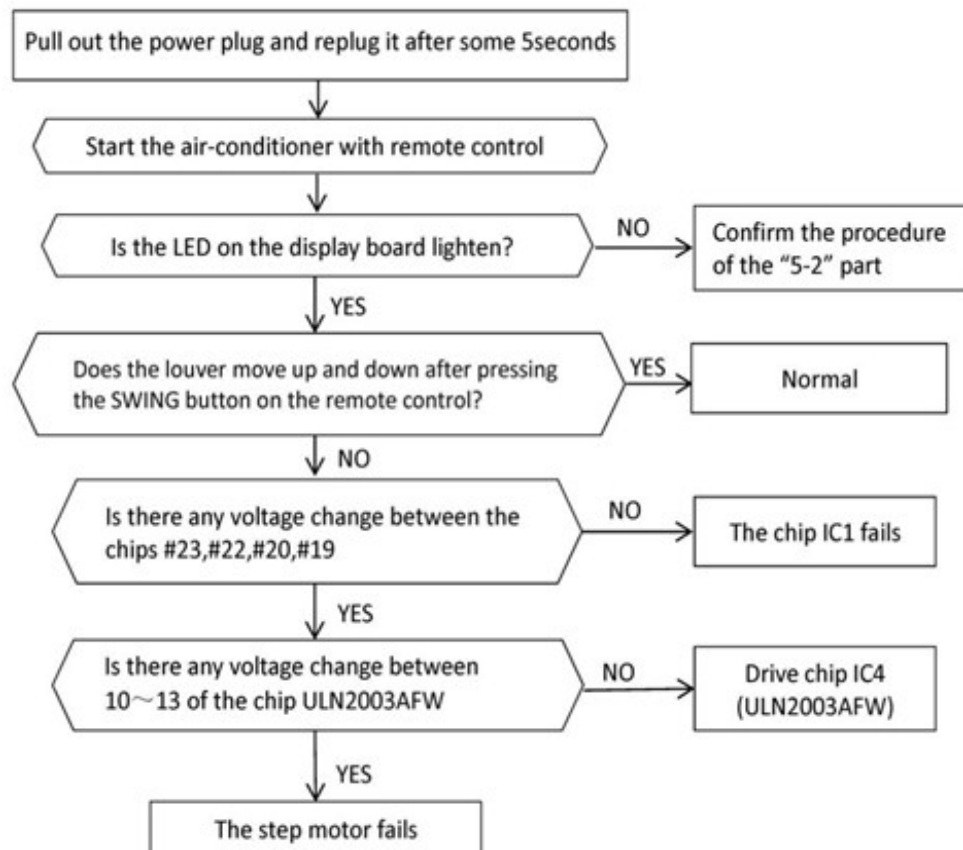 Pull out the power plug and replug it after some 5seconds
Start the air-conditioner with remote control
Is the LED on the display board lighten?
NO
Confirm the procedure
of the “5-2” part
YES
Does the louver move up and down after pressing
the SWING button on the remote control?
YES
Normal
NO
Is there any voltage change between the
chips #23,#22,#20,#19
NO
The chip IC1 fails
YES
Is there any voltage change between
10～13 of the chip ULN2003AFW
NO
Drive chip IC4
(ULN2003AFW)
YES
The step motor fails